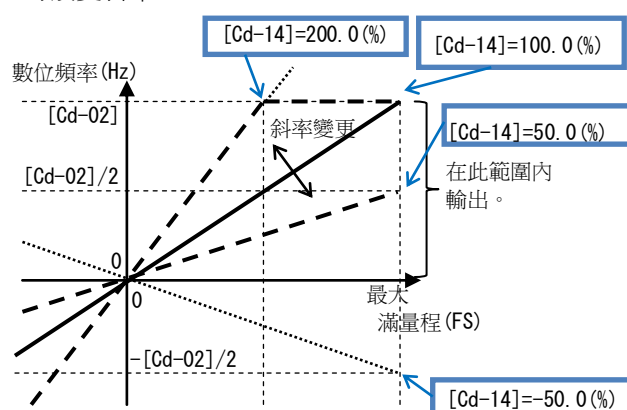 [Cd-14]=200.0(%)
[Cd-14]=100.0(%)
數位頻率(Hz)
[Cd-02]
斜率變更
[Cd-14]=50.0(%)
[Cd-02]/2
在此範圍內
輸出。
0
0
最大
滿量程(FS)
-[Cd-02]/2
[Cd-14]=-50.0(%)